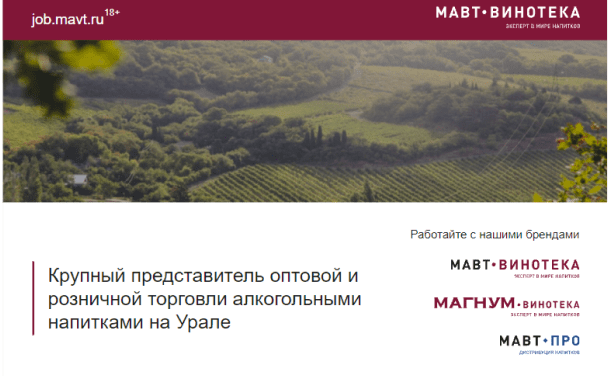 job.mavt.ru 18+
МАВТ•ВИНОТЕКА
ЭКСПЕРТ В МИРЕ НАПИТКОВ
Работайте с нашими брендами
МАВТ•ВИНОТЕКА
ЭКСПЕРТ В МИРЕ НАПИТКОВ
Крупный представитель оптовой и
розничной торговли алкогольными
напитками на Урале
МАГНУМ•ВИНОТЕКА
ЭКСПЕРТ В МИРЕ НАПИТКОВ
МАВТ•ПРО
ДИСТРИБУЦИЯ НАПИТКОВ